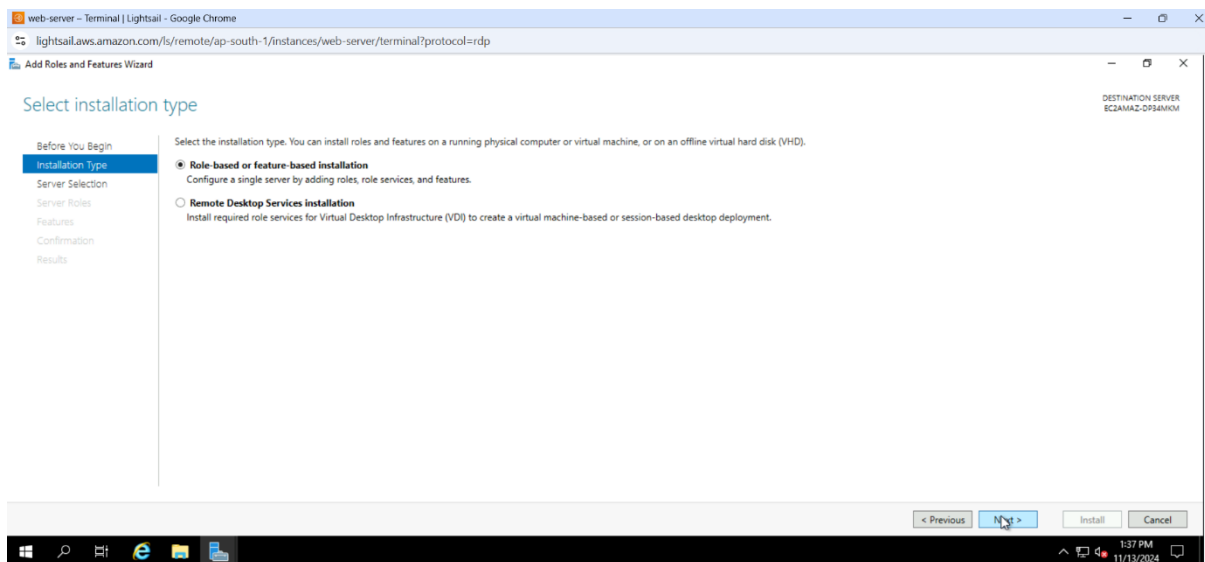 web-server – Terminal | Lightsail - Google Chrome
lightsail.aws.amazon.com/ls/remote/ap-south-1/instances/web-server/terminal?protocol=rdp
Add Roles and Features Wizard
Select installation type
DESTINATION SERVER
EC2AMAZ-DP34MKM
Before You Begin
Installation Type
Server Selection
Server Roles
Features
Confirmation
Results
Select the installation type. You can install roles and features on a running physical computer or virtual machine, or on an offline virtual hard disk (VHD).
Role-based or feature-based installation
Configure a single server by adding roles, role services, and features.
Remote Desktop Services installation
Install required role services for Virtual Desktop Infrastructure (VDI) to create a virtual machine-based or session-based desktop deployment.
< Previous
Next >
Install
Cancel
1:37 PM
11/13/2024